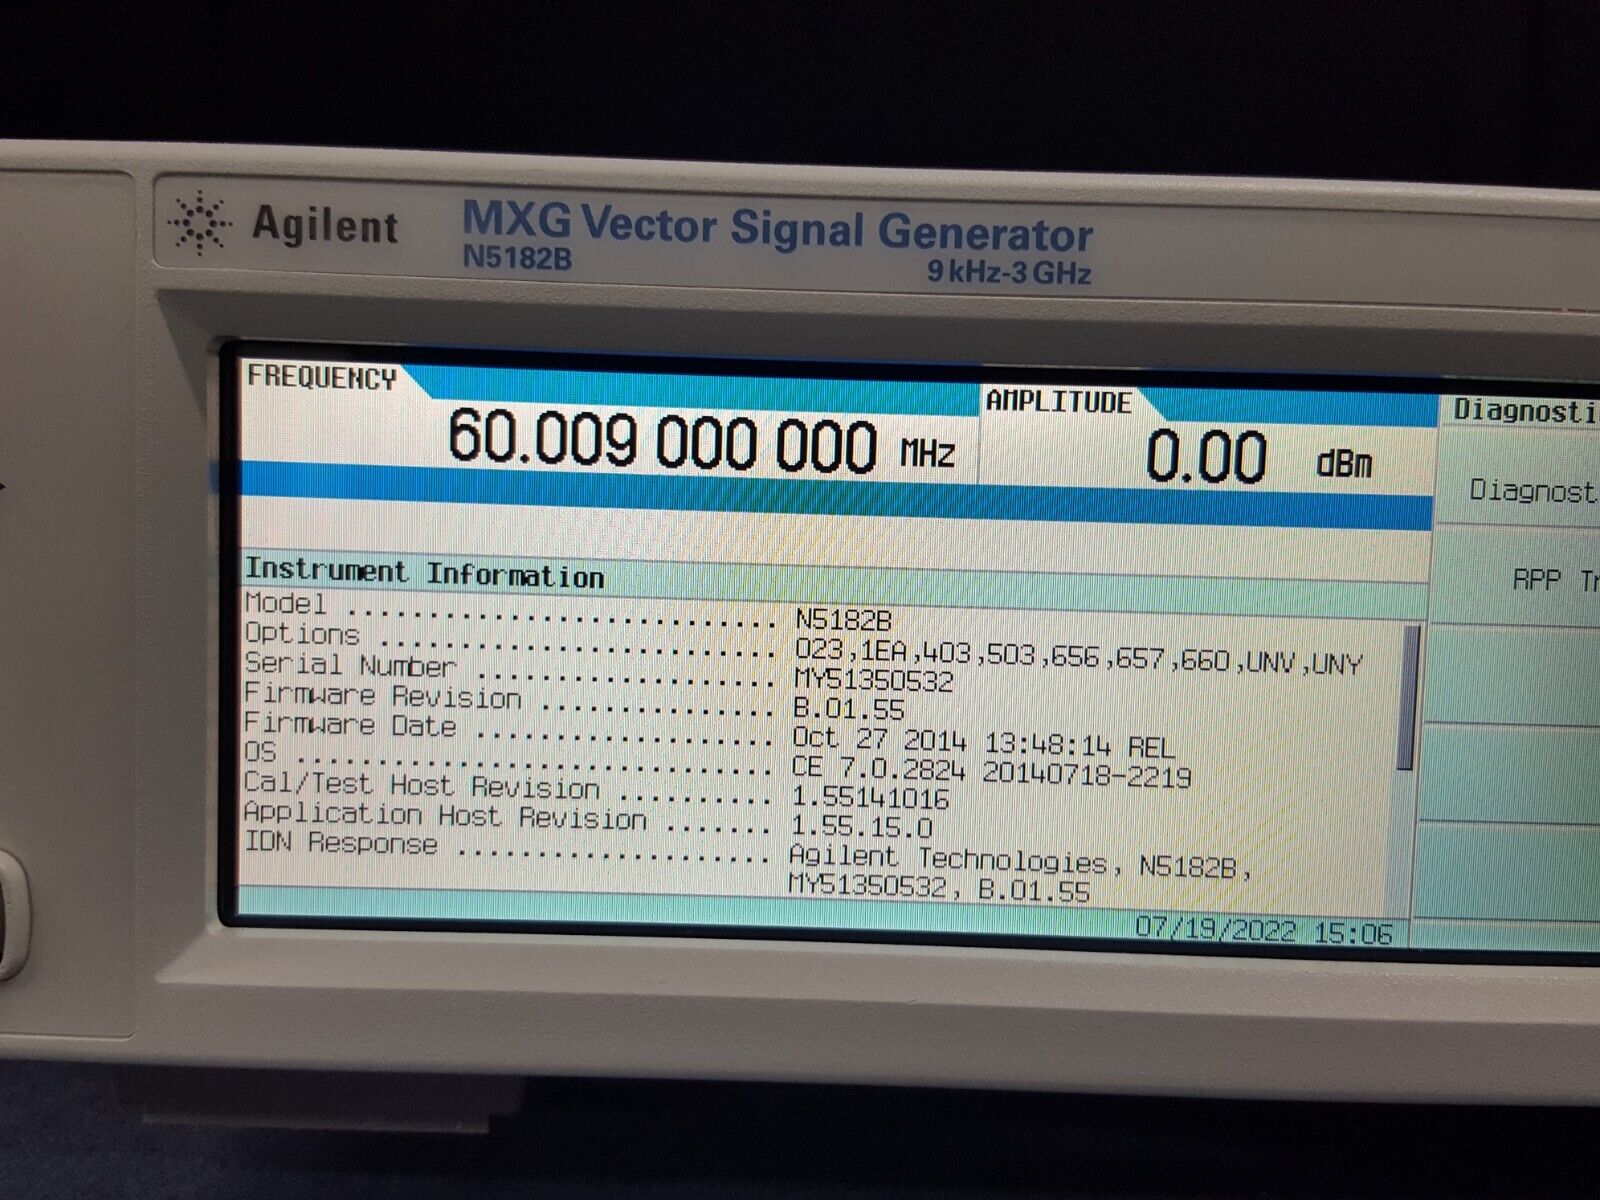 Agilent
MXG Vector Signal Generator
N5182B
9 kHz-3 GHz
FREQUENCY
60.009 000 000 MHz
AMPLITUDE
0.00 dBm
Diagnosti
Diagnost
RPP Tr
Instrument Information
Model ........................... N5182B
Options ......................... 023,1EA,403,503,656,657,660,UNV,UNY
Serial Number ................... MY51350532
Firmware Revision ............... B.01.55
Firmware Date ................... Oct 27 2014 13:48:14 REL
OS .............................. CE 7.0.2824 20140718-2219
Cal/Test Host Revision .......... 1.55141016
Application Host Revision ....... 1.55.15.0
IDN Response .................... Agilent Technologies, N5182B,
MY51350532, B.01.55
07/19/2022 15:06